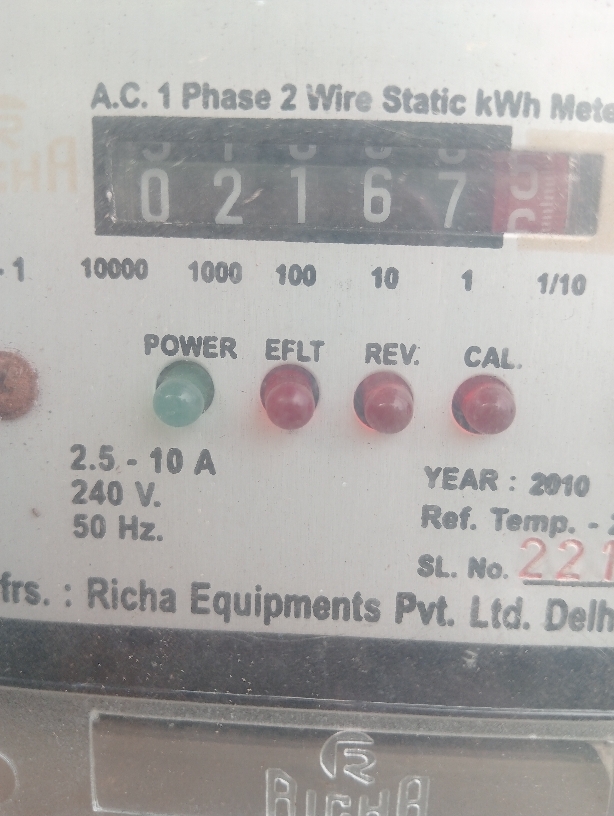 A.C. 1 Phase 2 Wire Static kWh Mete
0 2 1 6 7
- 1 10000 1000 100 10 1 1/10
POWER EFLT REV. CAL.
2.5 - 10 A
240 V.
50 Hz.
YEAR : 2010
Ref. Temp. -
SL. No. 221
frs. : Richa Equipments Pvt. Ltd. Delh
RICHA